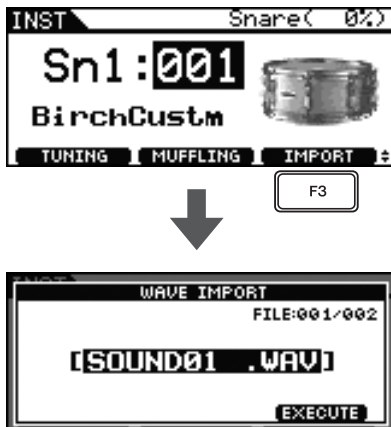 INST Snare( 0%)
Sn1:001
BirchCustm
TUNING MUFFLING IMPORT
F3
WAVE IMPORT
FILE:001/002
[SOUND01 .WAV]
EXECUTE